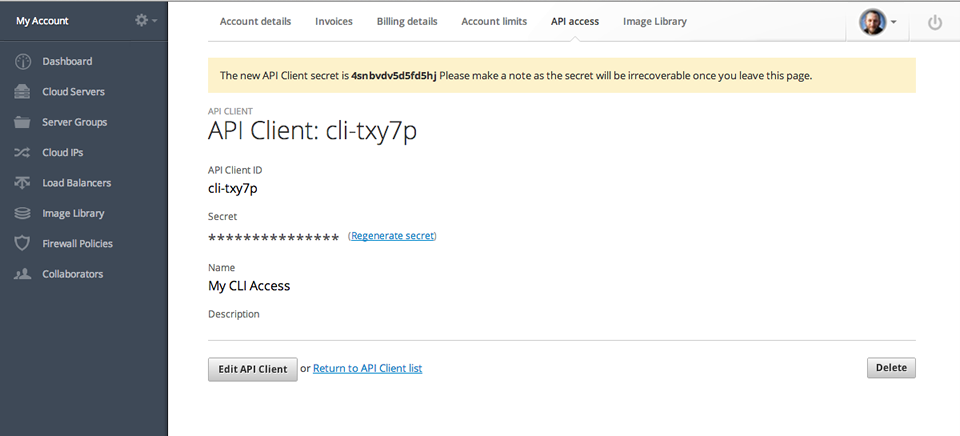 My Account
Account details Invoices Billing details Account limits API access Image Library
Dashboard
Cloud Servers
Server Groups
Cloud IPs
Load Balancers
Image Library
Firewall Policies
Collaborators
The new API Client secret is 4snbvdv5d5fd5hj Please make a note as the secret will be irrecoverable once you leave this page.
API CLIENT
API Client: cli-txy7p
API Client ID
cli-txy7p
Secret
*************** (Regenerate secret)
Name
My CLI Access
Description
Edit API Client or Return to API Client list
Delete